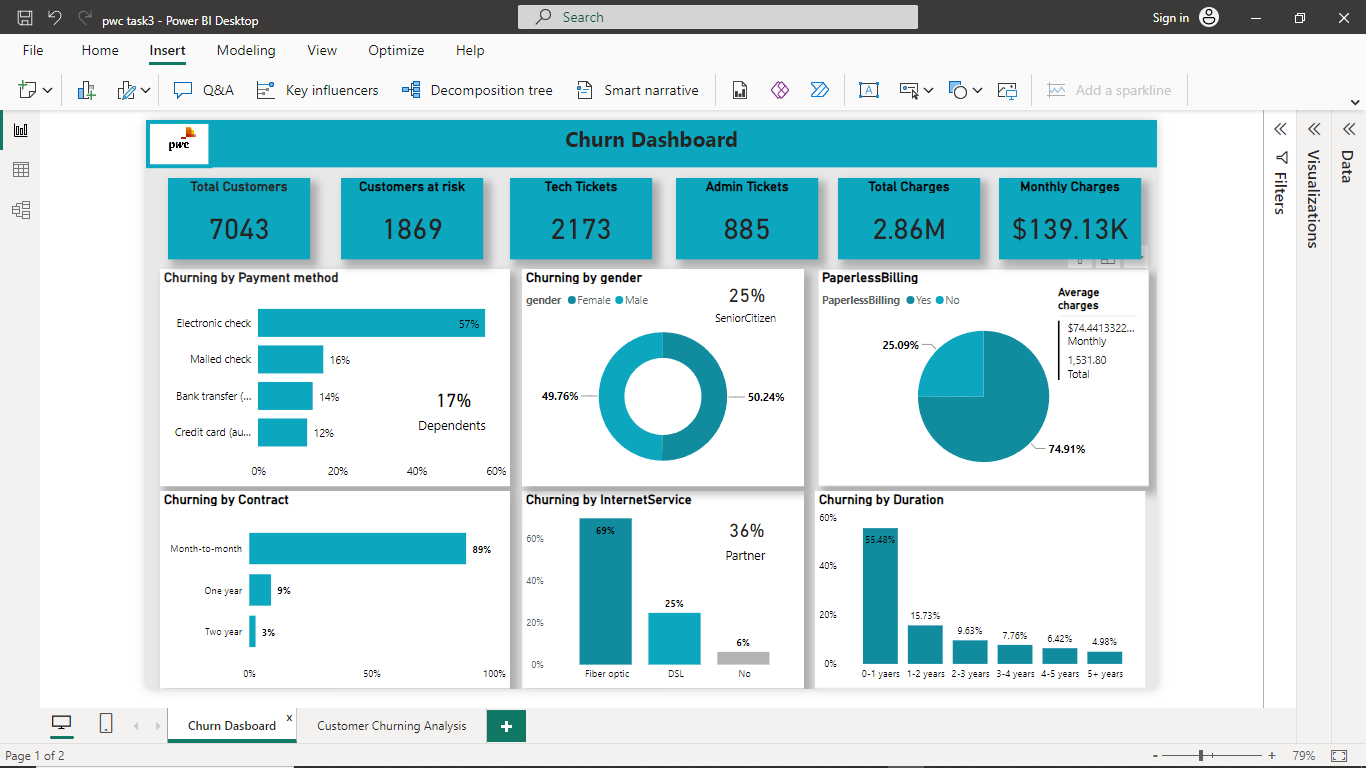 pwc task3 - Power BI Desktop
Search
Sign in
File Home Insert Modeling View Optimize Help
Q&A Key influencers Decomposition tree Smart narrative A Add a sparkline
pwc
Churn Dashboard
Total Customers
7043
Customers at risk
1869
Tech Tickets
2173
Admin Tickets
885
Total Charges
2.86M
Monthly Charges
$139.13K
Churning by Payment method
Electronic check 57%
Mailed check 16%
Bank transfer (... 14%
Credit card (au... 12%
0% 20% 40% 60%
17%
Dependents
Churning by gender
gender Female Male
25%
SeniorCitizen
49.76%
50.24%
PaperlessBilling
PaperlessBilling Yes No
25.09%
74.91%
Average
charges
$74.4413322...
Monthly
1,531.80
Total
Churning by Contract
Month-to-month 89%
One year 9%
Two year 3%
0% 50% 100%
Churning by InternetService
60%
40%
20%
0%
69%
25%
6%
Fiber optic DSL No
36%
Partner
Churning by Duration
60%
40%
20%
0%
55.48%
15.73%
9.63%
7.76%
6.42%
4.98%
0-1 yaers 1-2 years 2-3 years 3-4 years 4-5 years 5+ years
Filters
Visualizations
Data
Churn Dasboard x
Customer Churning Analysis
+
Page 1 of 2
- + 79%